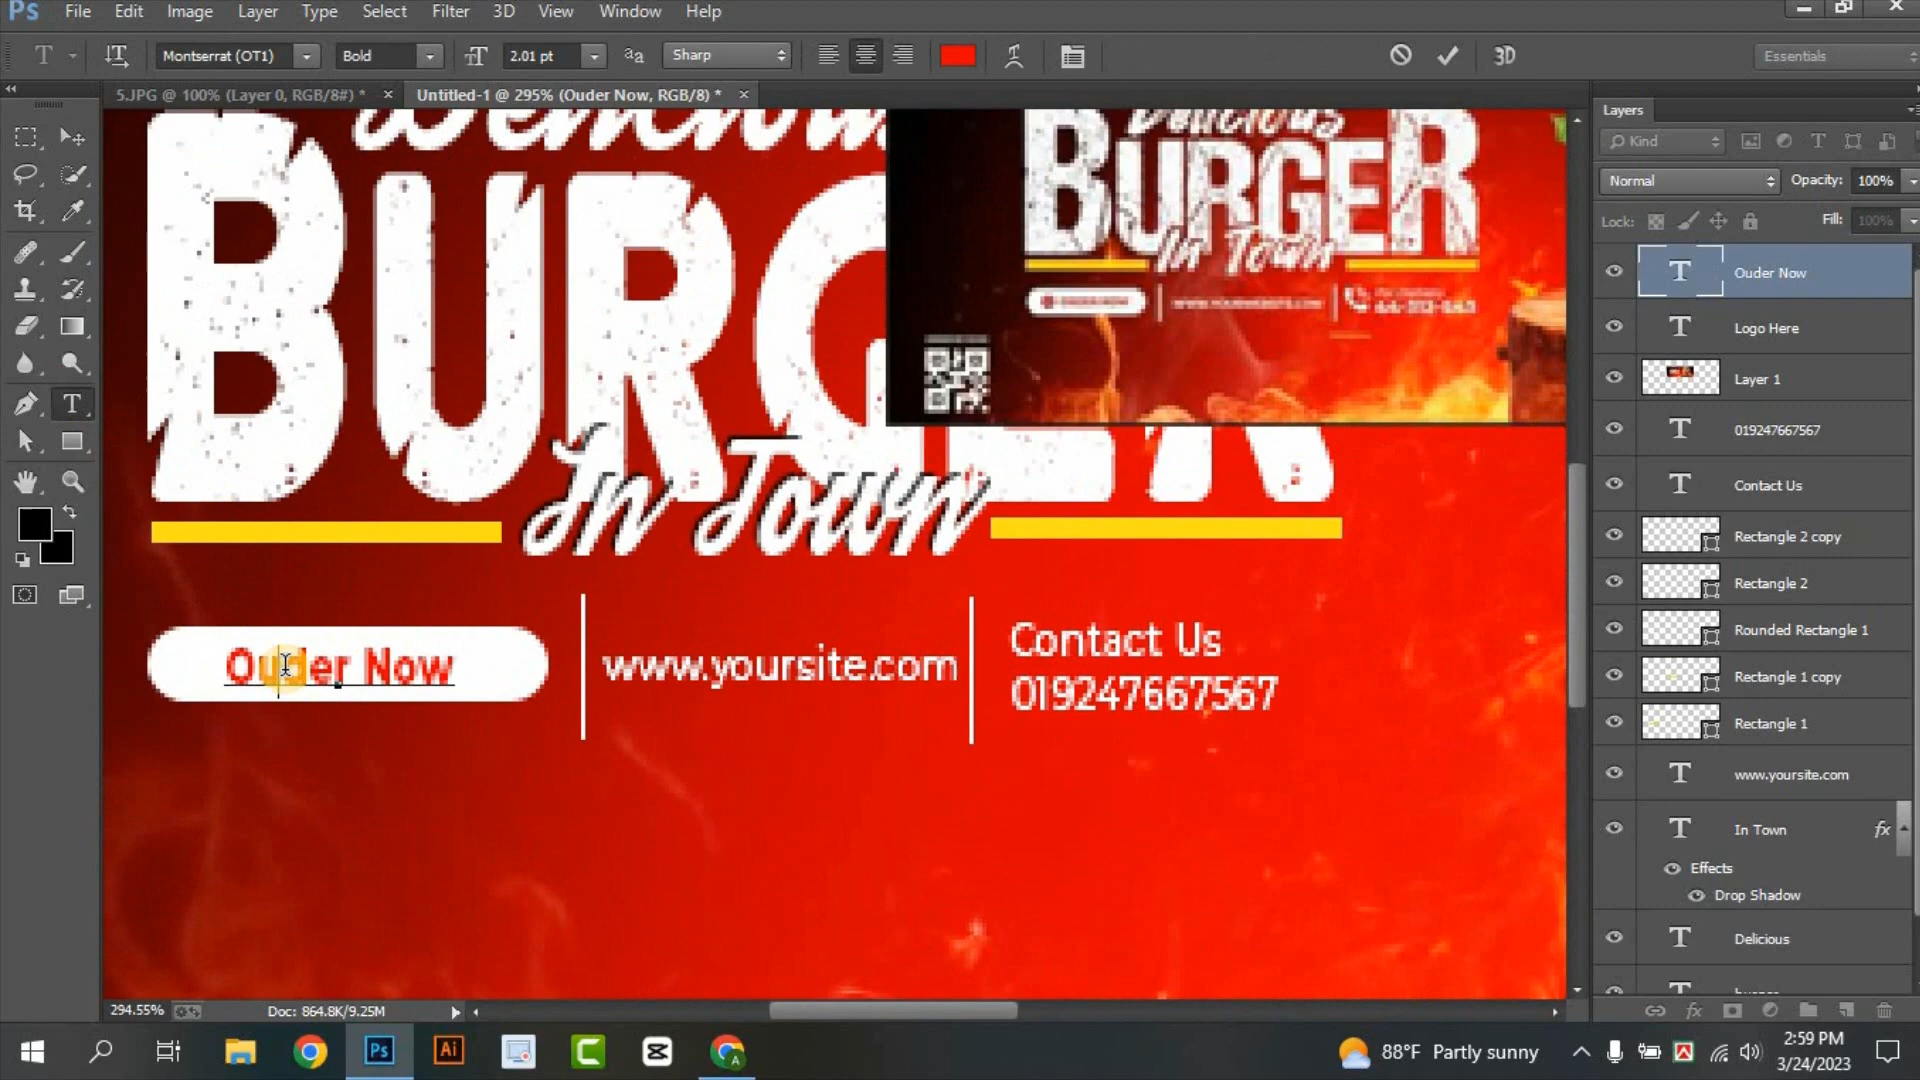 Ps File Edit Image Layer Type Select Filter 3D View Window Help
T Montserrat (OT1) Bold 2.01 pt Sharp 3D Essentials
5.JPG @ 100% (Layer 0, RGB/8#) * × Untitled-1 @ 295% (Ouder Now, RGB/8) * ×
Delicious
BURGER
In Town
Delicious
BURGER
In Town
Ouder Now
www.yoursite.com
Contact Us
019247667567
Layers
Kind
Normal Opacity: 100%
Lock: Fill: 100%
Ouder Now
Logo Here
Layer 1
019247667567
Contact Us
Rectangle 2 copy
Rectangle 2
Rounded Rectangle 1
Rectangle 1 copy
Rectangle 1
www.yoursite.com
In Town fx
Effects
Drop Shadow
Delicious
294.55% Doc: 864.8K/9.25M
Ps Ai C A 88°F Partly sunny 2:59 PM
3/24/2023